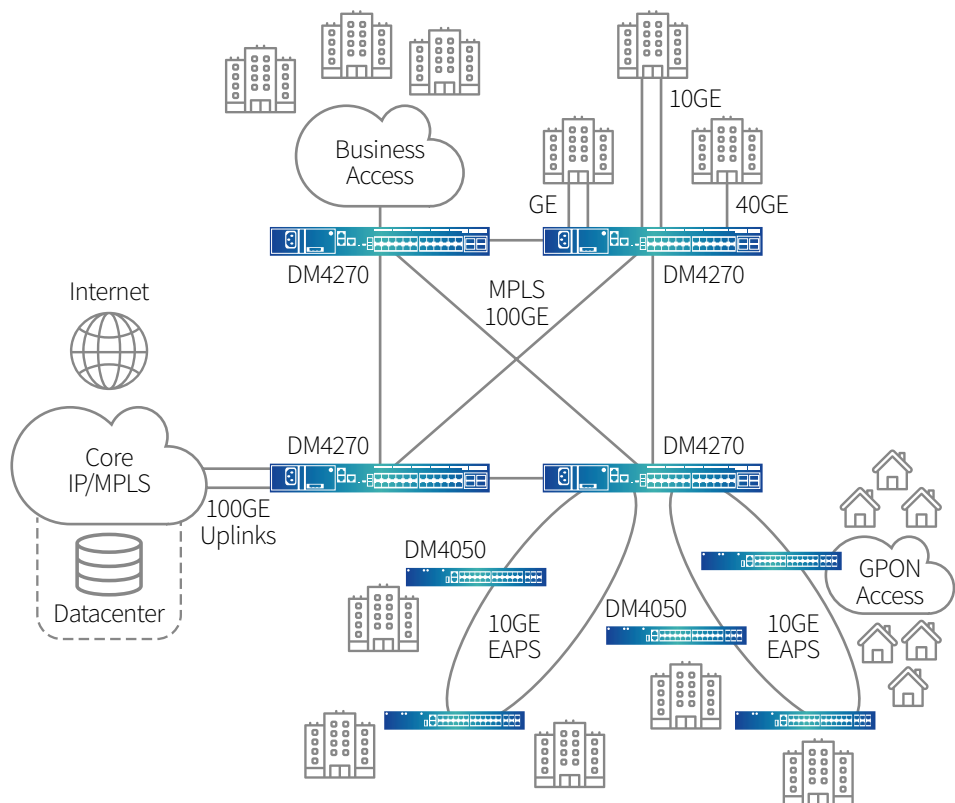 10GE
Business
Access
GE
40GE
DM4270
DM4270
MPLS
100GE
Internet
DM4270
DM4270
Core
IP/MPLS
100GE
Uplinks
DM4050
GPON
Access
Datacenter
DM4050
10GE
EAPS
10GE
EAPS